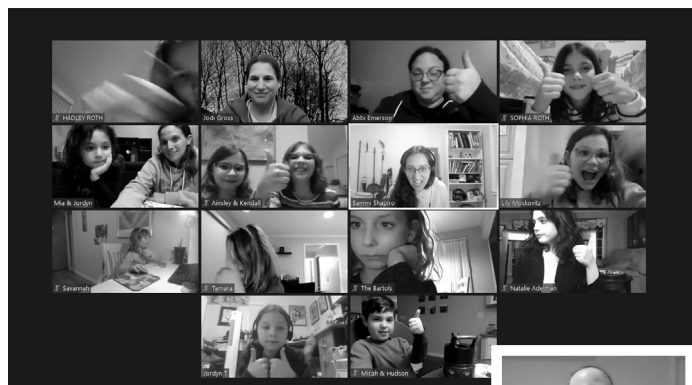 HADLEY ROTH
Jodi Gross
Abbi Emerson
SOPHIA ROTH
Mia & Jordyn
Ainsley & Kendall
Sammi Shapiro
Lily Moskovitz
Savannah
Tamara
The Bartols
Natalie Adelman
Jordyn T
Micah & Hudson